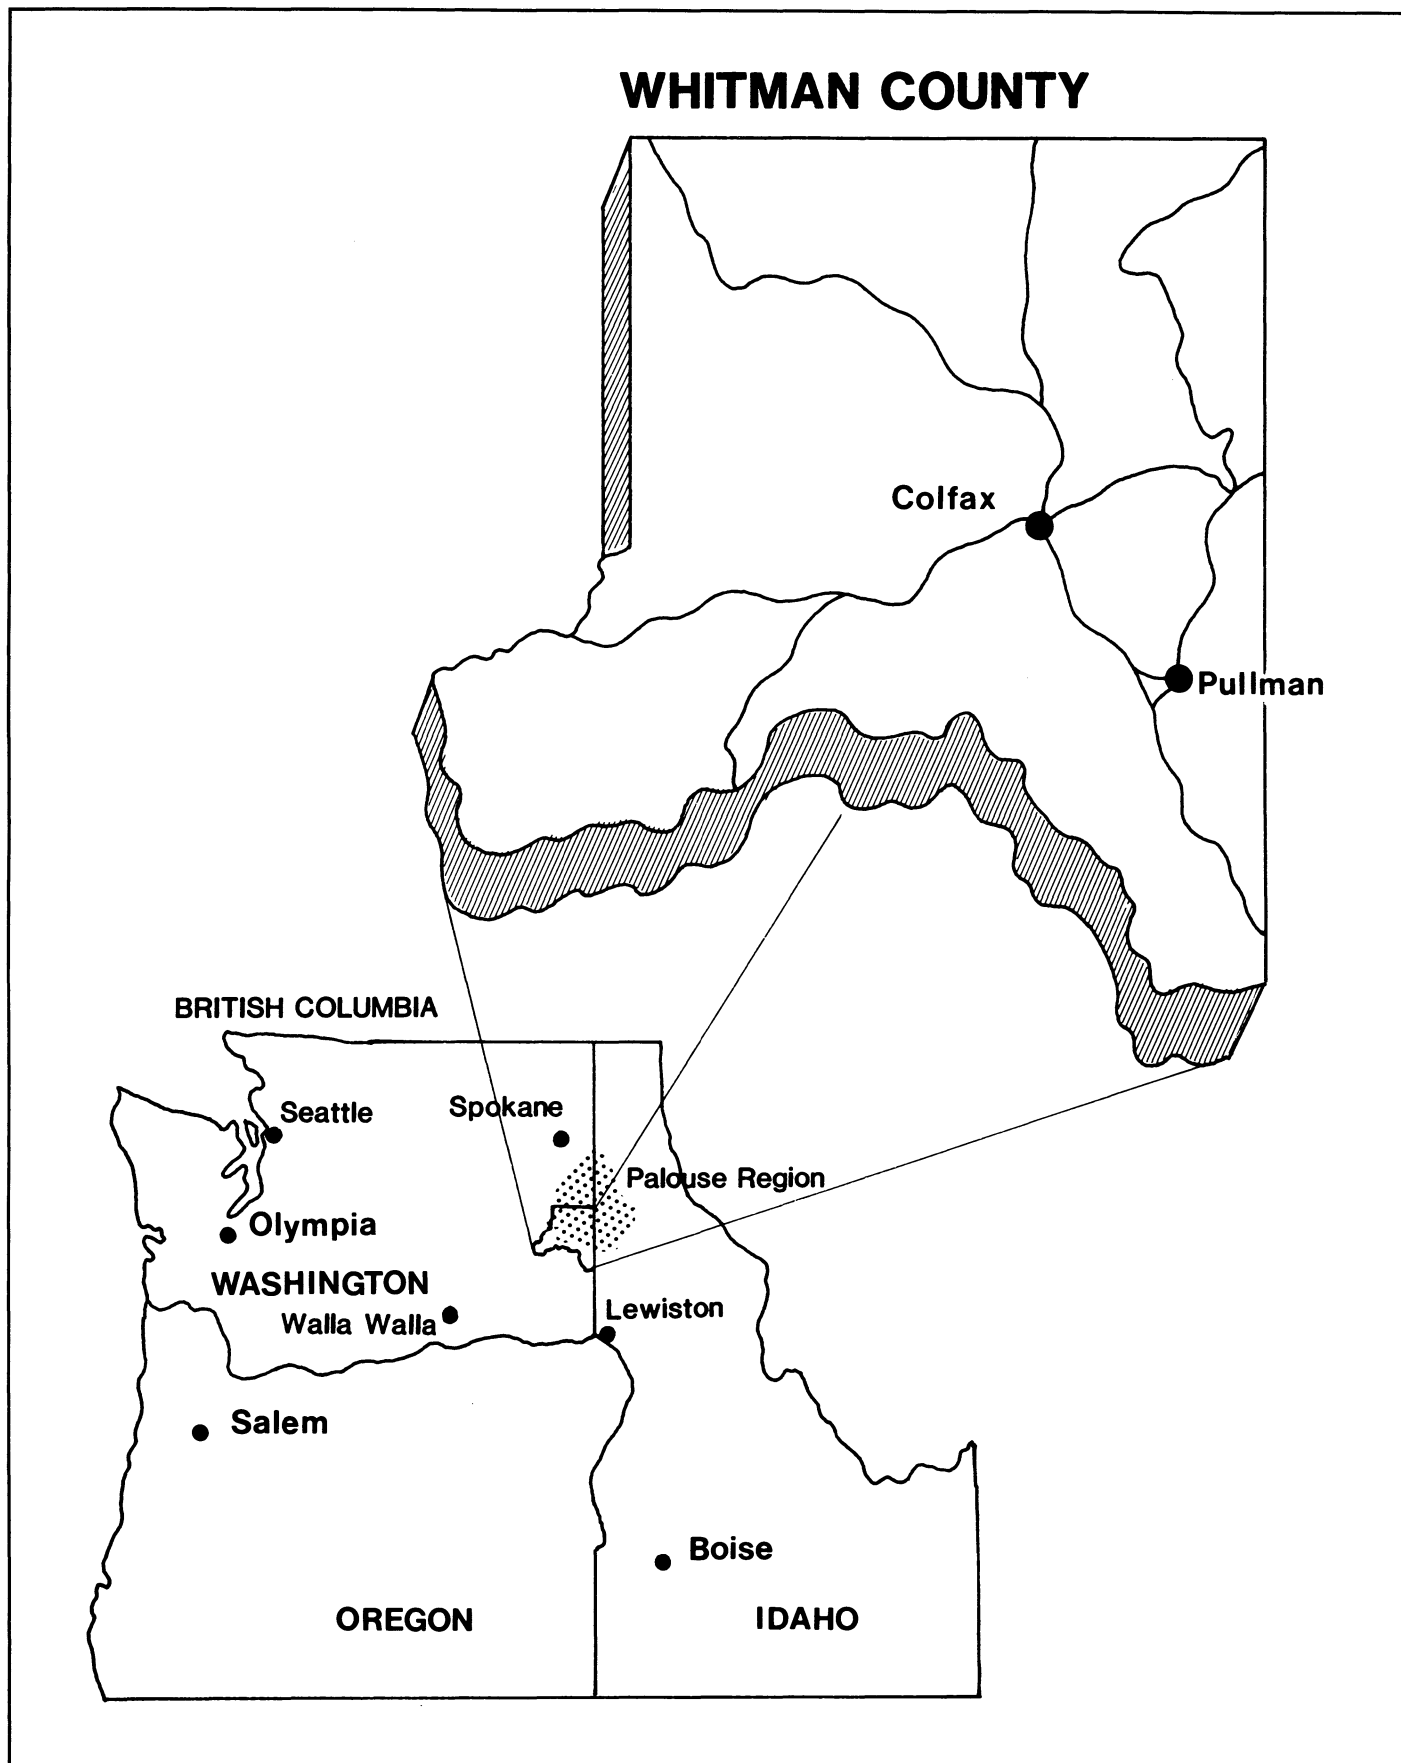 WHITMAN COUNTY
Colfax
Pullman
BRITISH COLUMBIA
Seattle
Spokane
Palouse Region
Olympia
WASHINGTON
Walla Walla
Lewiston
Salem
Boise
OREGON
IDAHO